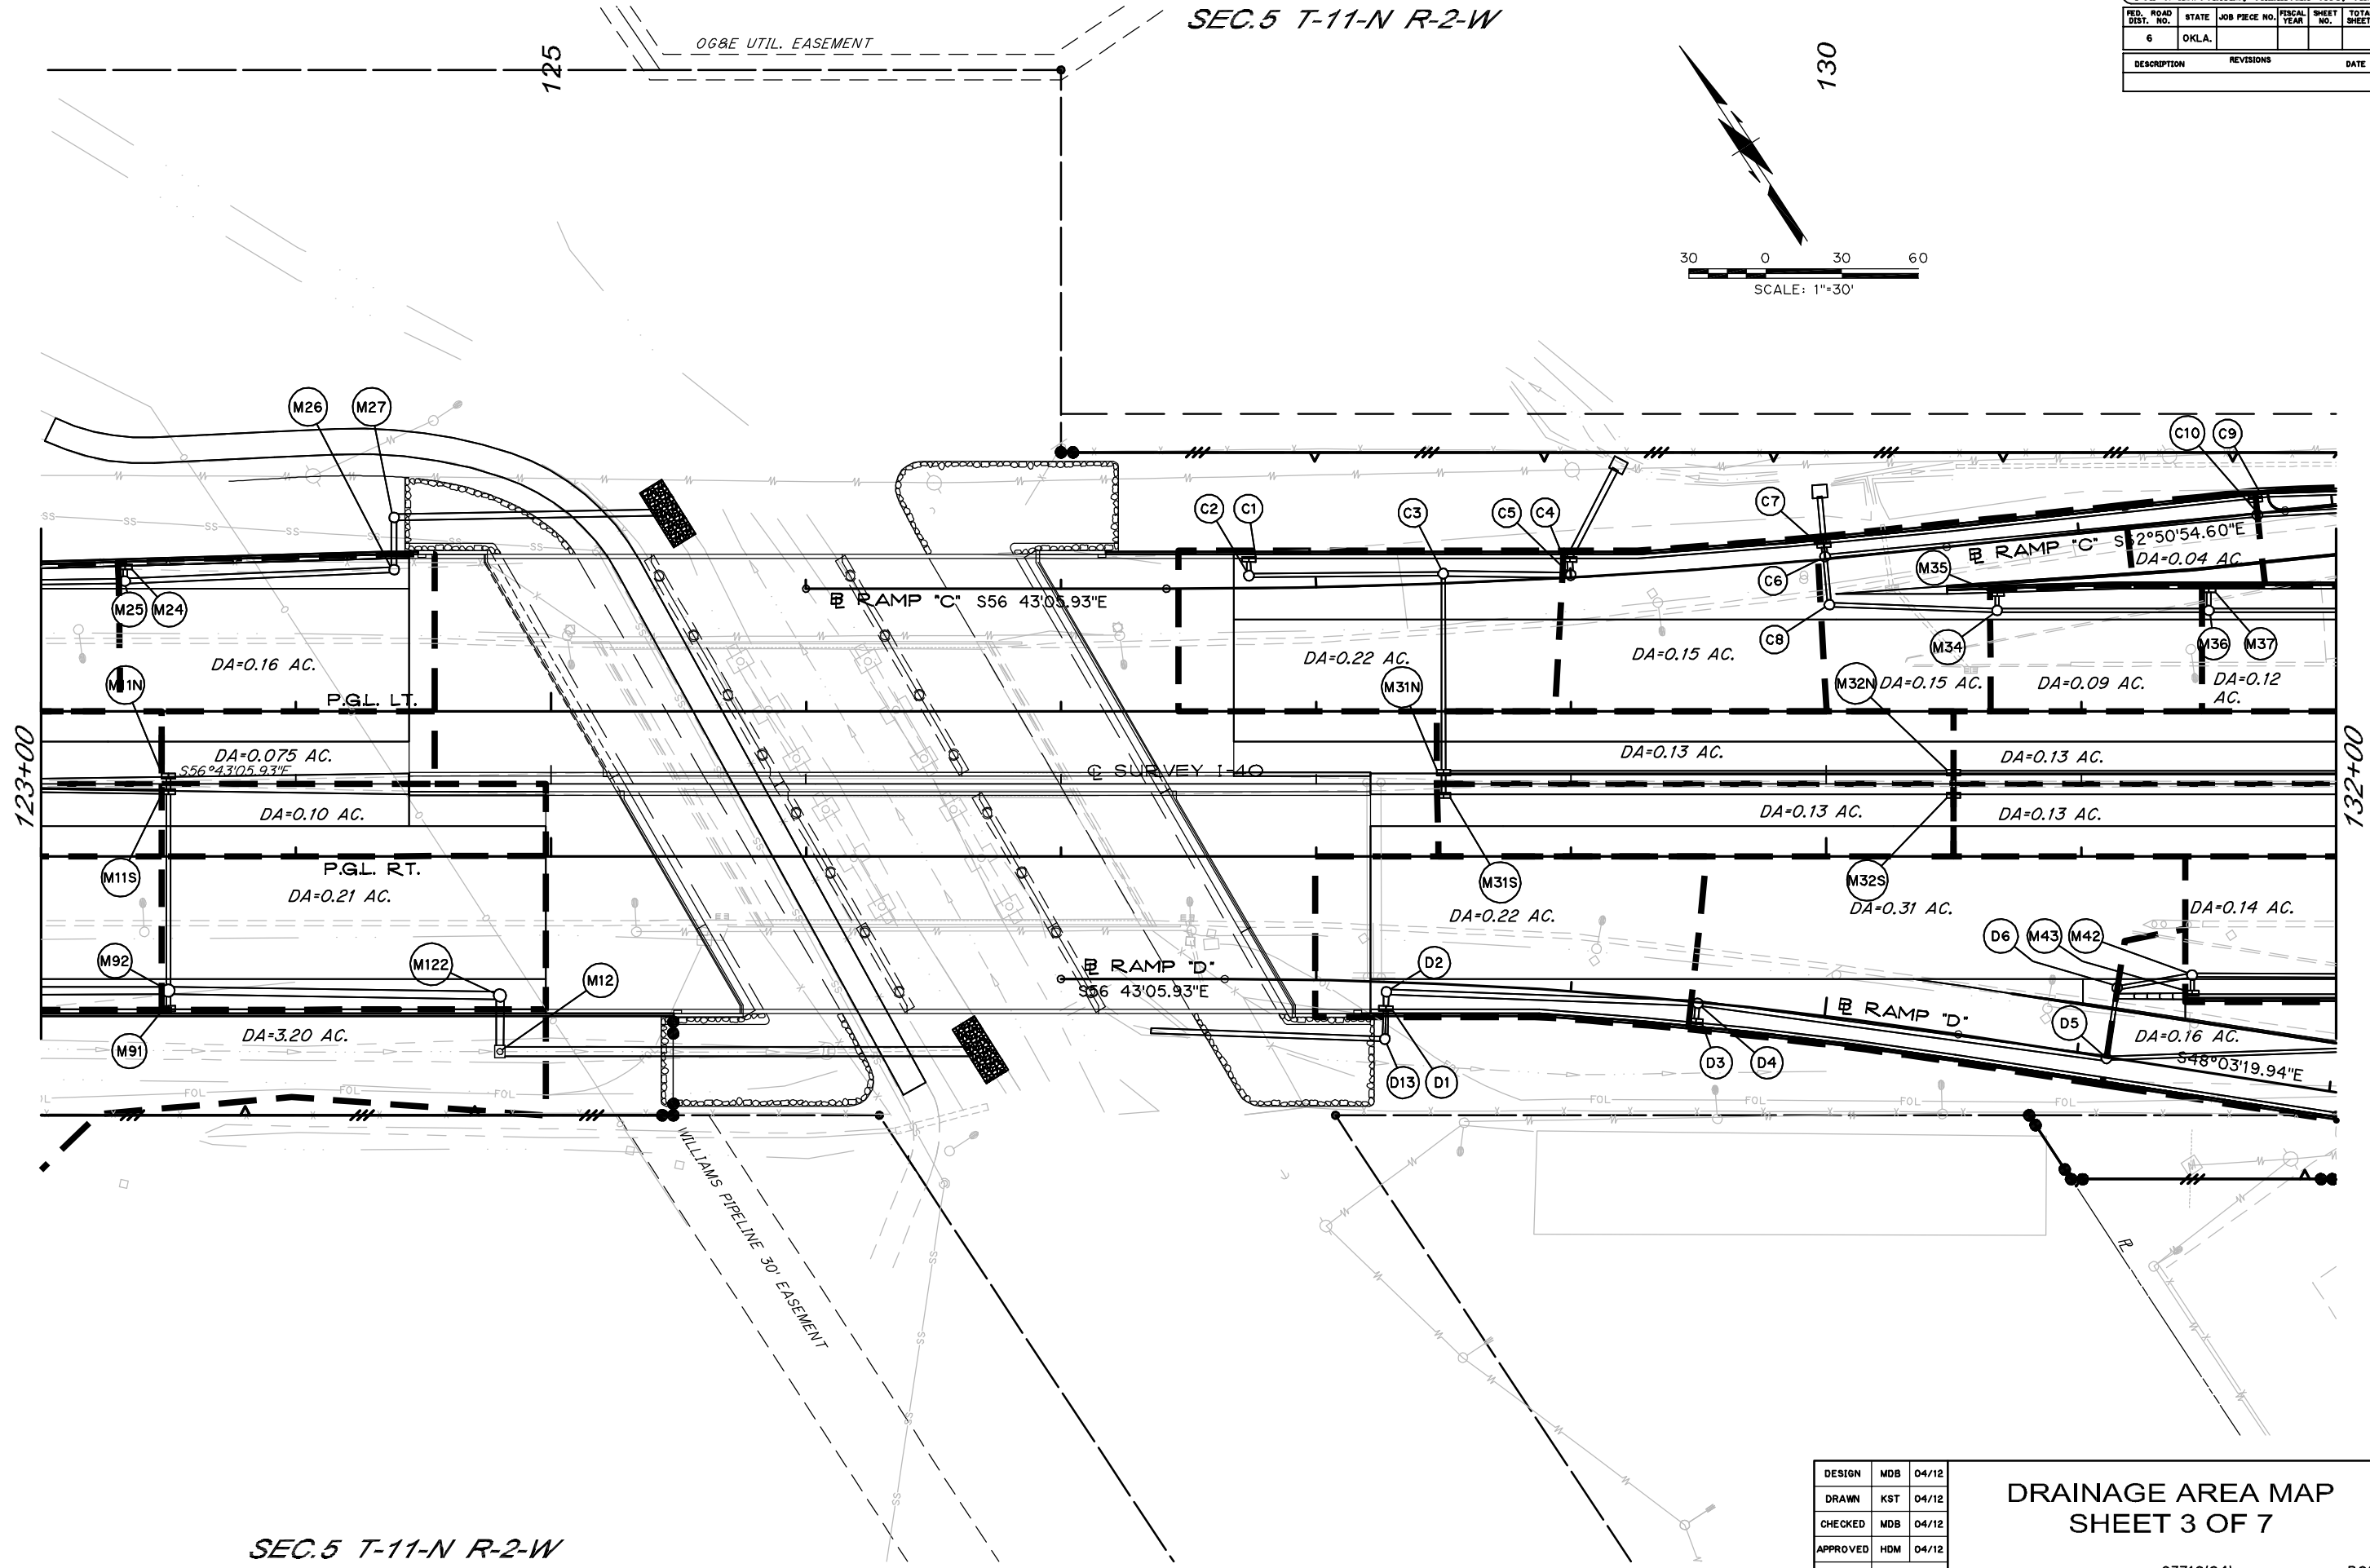 SEC.5 T-11-N R-2-W
FED. ROAD DIST. NO.
STATE
JOB PIECE NO.
FISCAL YEAR
SHEET NO.
6
OKLA.
DESCRIPTION
REVISIONS
DATE
OG&E UTIL. EASEMENT
125
130
30 0 30 60
SCALE: 1"=30'
M26
M27
C10
C9
C2
C1
C3
C5
C4
C7
S52°50'54.60"E
RAMP "C"
DA=0.04 AC.
M35
C6
M25
M24
RAMP "C" S56 43'05.93"E
C8
M34
M36
M37
DA=0.16 AC.
DA=0.22 AC.
DA=0.15 AC.
M11N
M31N
M32N
DA=0.15 AC.
DA=0.09 AC.
DA=0.12 AC.
P.G.L. LT.
DA=0.075 AC.
S56°43'05.93"E
DA=0.13 AC.
DA=0.13 AC.
SURVEY I-40
123+00
132+00
DA=0.10 AC.
DA=0.13 AC.
DA=0.13 AC.
P.G.L. RT.
M11S
DA=0.21 AC.
M31S
M32S
DA=0.22 AC.
DA=0.31 AC.
DA=0.14 AC.
D6
M43
M42
M92
M122
M12
RAMP "D"
S56 43'05.93"E
D2
RAMP "D"
D5
DA=3.20 AC.
DA=0.16 AC.
M91
D13
D1
D3
D4
S48°03'19.94"E
FOL FOL FOL
FOL FOL FOL FOL
WILLIAMS PIPELINE 30' EASEMENT
SEC.5 T-11-N R-2-W
DESIGN MDB 04/12
DRAWN KST 04/12
CHECKED MDB 04/12
APPROVED HDM 04/12
DRAINAGE AREA MAP
SHEET 3 OF 7